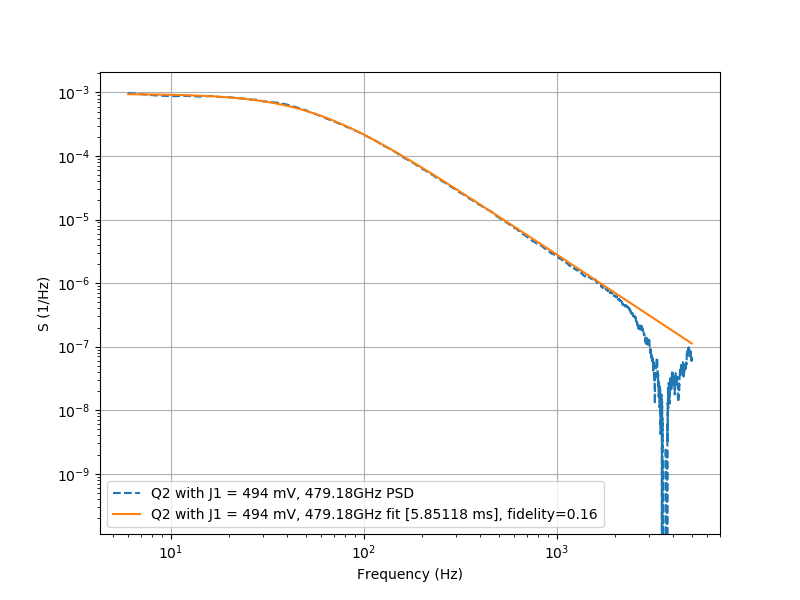 10⁻³
10⁻⁴
10⁻⁵
10⁻⁶
10⁻⁷
10⁻⁸
10⁻⁹
S (1/Hz)
Q2 with J1 = 494 mV, 479.18GHz PSD
Q2 with J1 = 494 mV, 479.18GHz fit [5.85118 ms], fidelity=0.16
10¹ 10² 10³
Frequency (Hz)